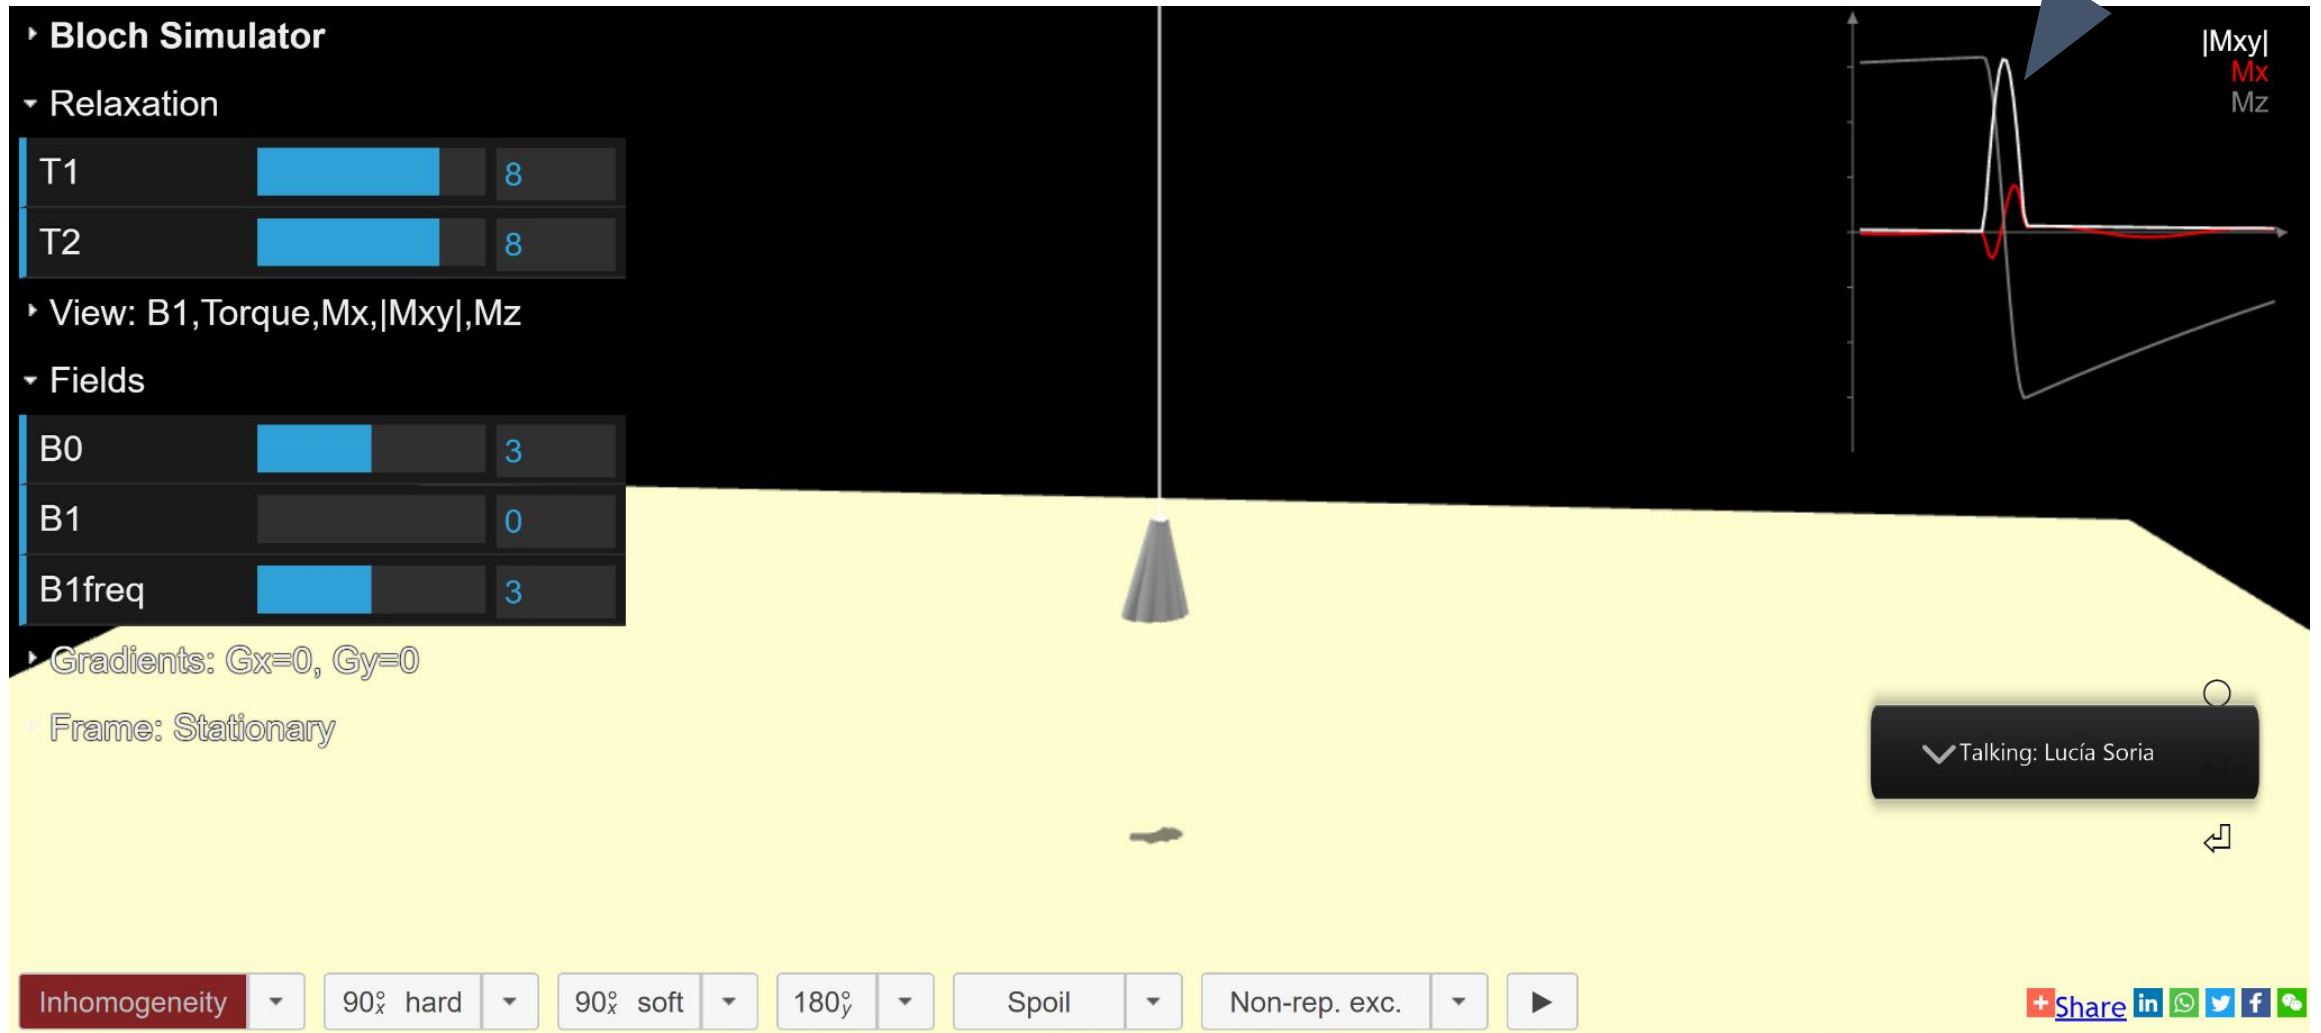 Bloch Simulator
Relaxation
T1 8
T2 8
View: B1,Torque,Mx,|Mxy|,Mz
Fields
B0 3
B1 0
B1freq 3
Gradients: Gx=0, Gy=0
Frame: Stationary
|Mxy|
Mx
Mz
Talking: Lucía Soria
Inhomogeneity 90°x hard 90°x soft 180°y Spoil Non-rep. exc.
Share